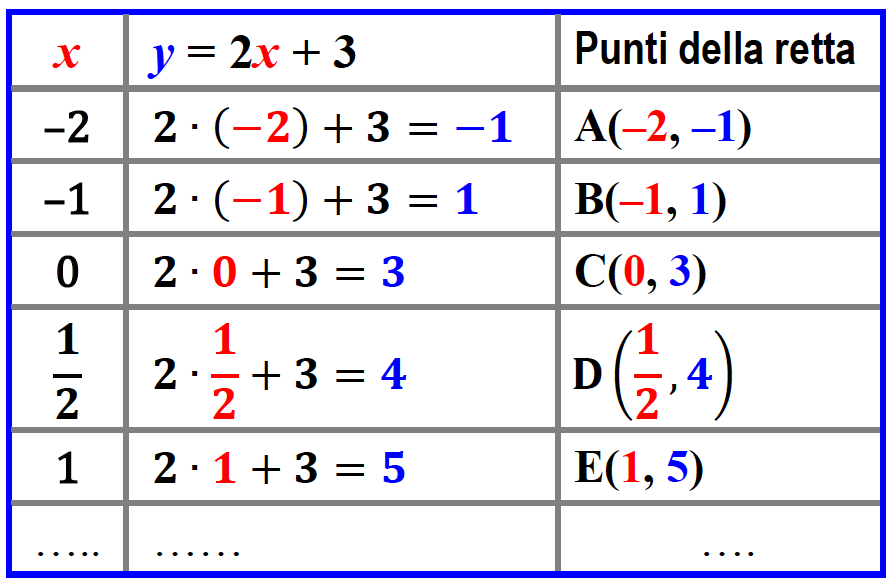 x y = 2x + 3 Punti della retta
–2 2 · (−2) + 3 = −1 A(–2, –1)
–1 2 · (−1) + 3 = 1 B(–1, 1)
0 2 · 0 + 3 = 3 C(0, 3)
1/2 2 · 1/2 + 3 = 4 D(1/2, 4)
1 2 · 1 + 3 = 5 E(1, 5)
….. …… ….